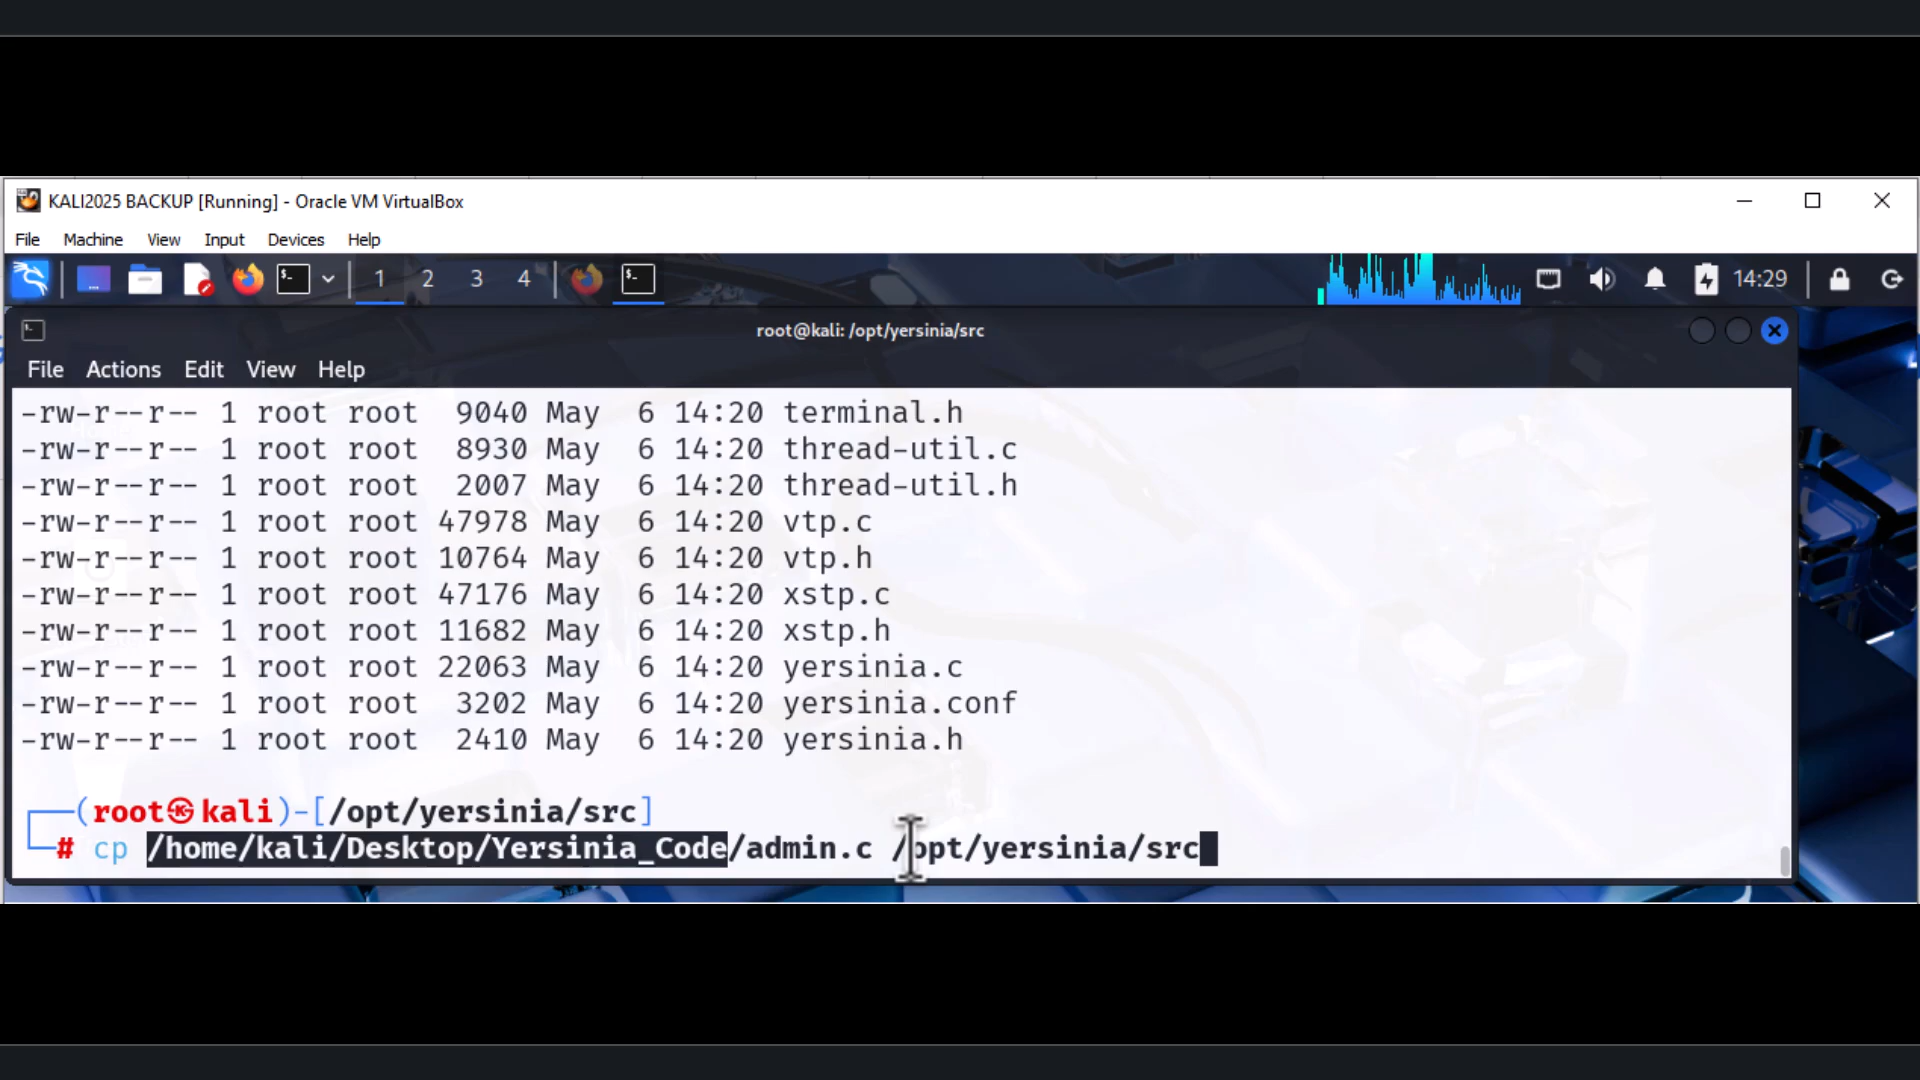 KALI2025 BACKUP [Running] - Oracle VM VirtualBox
File Machine View Input Devices Help
1 2 3 4 14:29
root@kali: /opt/yersinia/src
File Actions Edit View Help
-rw-r--r-- 1 root root 9040 May 6 14:20 terminal.h
-rw-r--r-- 1 root root 8930 May 6 14:20 thread-util.c
-rw-r--r-- 1 root root 2007 May 6 14:20 thread-util.h
-rw-r--r-- 1 root root 47978 May 6 14:20 vtp.c
-rw-r--r-- 1 root root 10764 May 6 14:20 vtp.h
-rw-r--r-- 1 root root 47176 May 6 14:20 xstp.c
-rw-r--r-- 1 root root 11682 May 6 14:20 xstp.h
-rw-r--r-- 1 root root 22063 May 6 14:20 yersinia.c
-rw-r--r-- 1 root root 3202 May 6 14:20 yersinia.conf
-rw-r--r-- 1 root root 2410 May 6 14:20 yersinia.h
┌──(root㉿kali)-[/opt/yersinia/src]
└─# cp /home/kali/Desktop/Yersinia_Code/admin.c /opt/yersinia/src